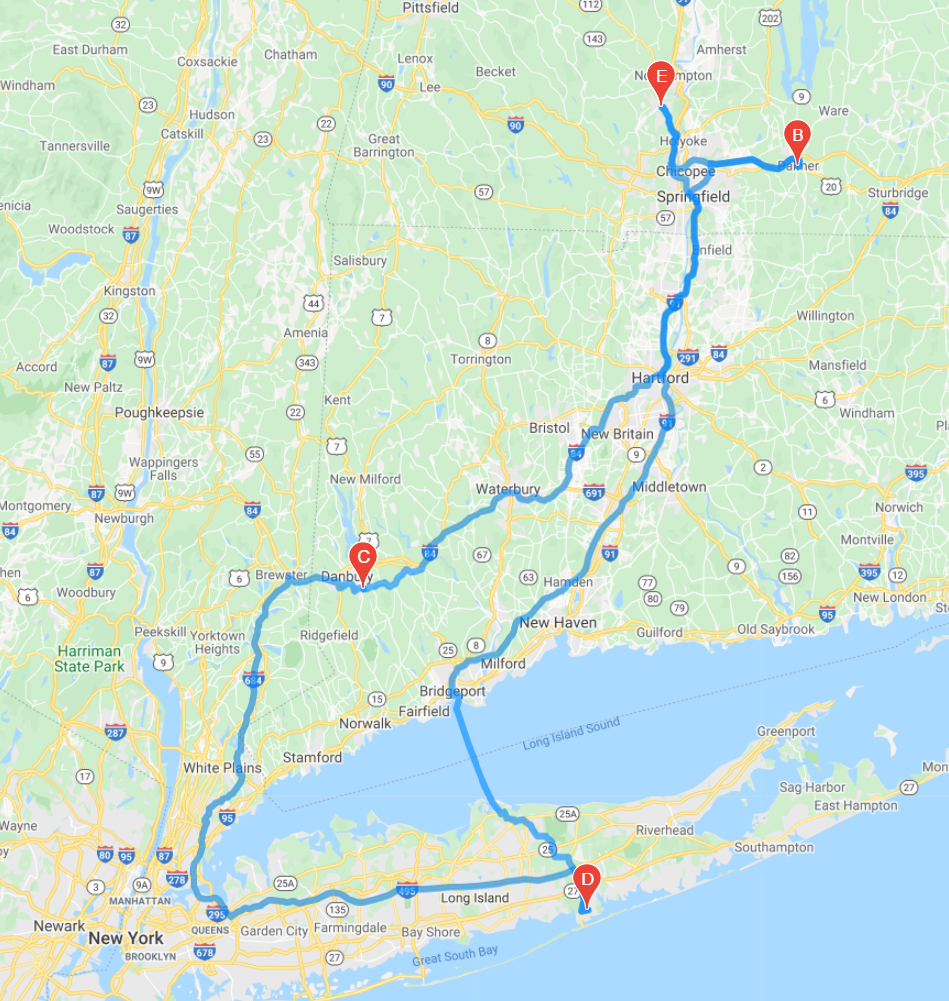 Pittsfield
112
91
202
32
East Durham
143
Amherst
Coxsackie
Chatham
Lenox
Becket
Windham
90
Lee
E
Northampton
23
9
Ware
Hudson
22
90
Catskill
23
Great
Barrington
B
Tannersville
Holyoke
Palmer
Chicopee
9W
57
20
Sturbridge
Springfield
Saugerties
57
84
Woodstock
87
Enfield
Salisbury
Kingston
44
91
32
7
Willington
Amenia
8
9W
Torrington
291
84
Accord
87
343
Mansfield
New Paltz
Hartford
Kent
6
Poughkeepsie
22
Windham
91
Bristol
New Britain
7
55
84
9
Wappingers
Falls
2
395
New Milford
Waterbury
691
Middletown
87
9W
Montgomery
Newburgh
84
11
Norwich
84
7
C
84
67
91
82
Montville
87
6
Brewster
Danbury
63
Hamden
9
156
395
12
6
Woodbury
77
New London
80
79
95
New Haven
Peekskill
Yorktown
Heights
Ridgefield
Guilford
Old Saybrook
25
8
Harriman
State Park
9
Milford
684
15
Bridgeport
Fairfield
Norwalk
287
Long Island Sound
Greenport
Stamford
17
White Plains
Sag Harbor
27
95
East Hampton
25A
Wayne
Riverhead
80
95
87
25
Southampton
278
25A
D
3
9A
495
27
MANHATTAN
Long Island
295
135
Newark
QUEENS
Garden City
Farmingdale
New York
Bay Shore
678
BROOKLYN
27
Great South Bay